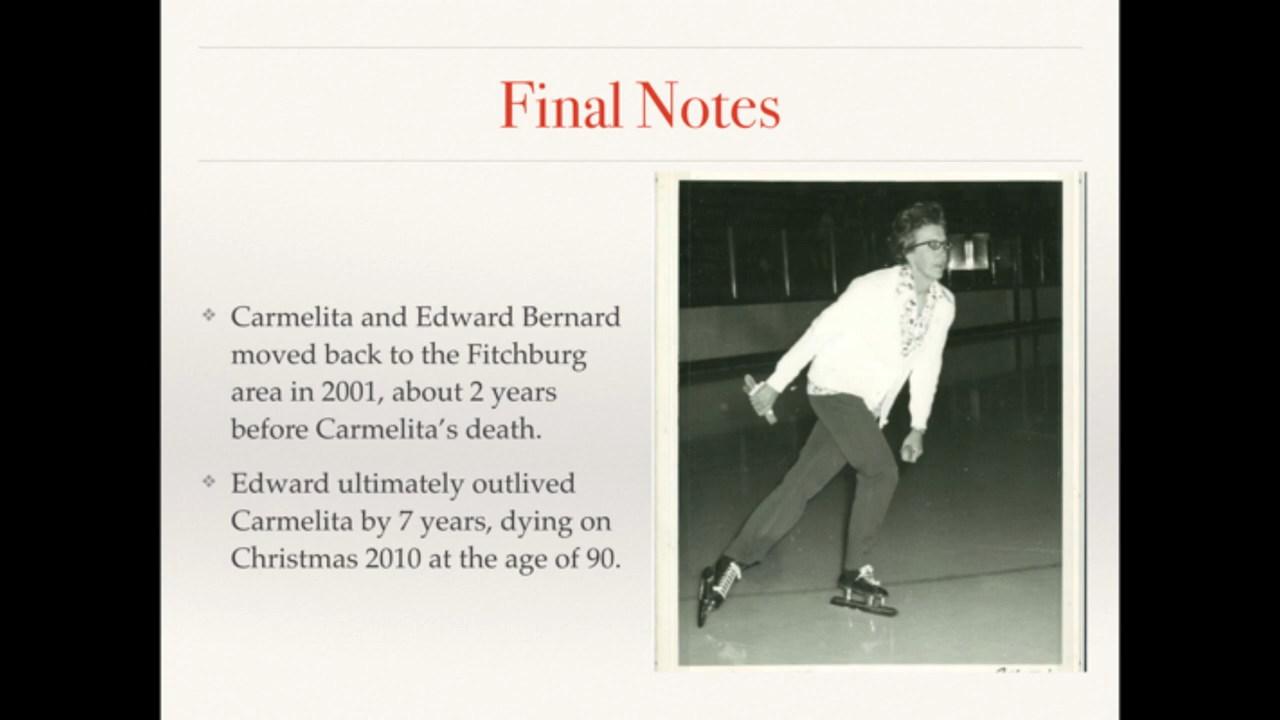 Final Notes
Carmelita and Edward Bernard
moved back to the Fitchburg
area in 2001, about 2 years
before Carmelita’s death.
Edward ultimately outlived
Carmelita by 7 years, dying on
Christmas 2010 at the age of 90.